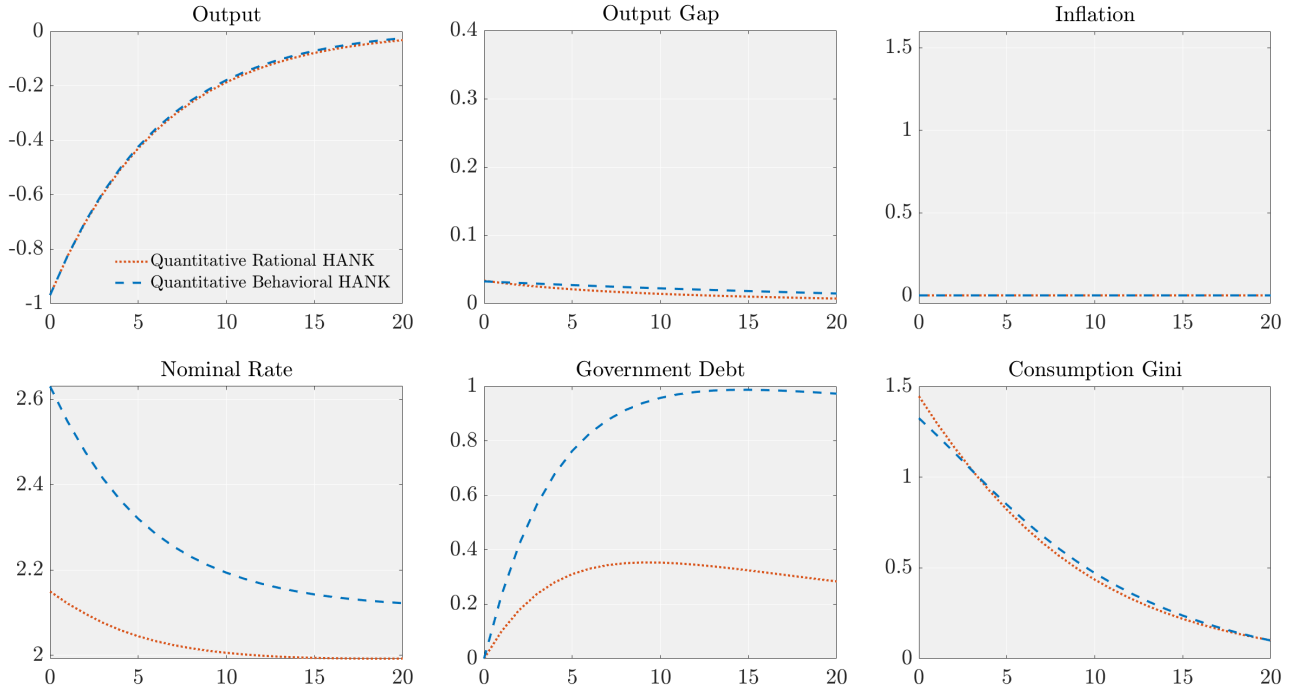 Output
0
-0.2
-0.4
-0.6
-0.8
-1
0 5 10 15 20
Quantitative Rational HANK
Quantitative Behavioral HANK
Output Gap
0.4
0.3
0.2
0.1
0
0 5 10 15 20
Inflation
1.5
1
0.5
0
0 5 10 15 20
Nominal Rate
2.6
2.4
2.2
2
0 5 10 15 20
Government Debt
1
0.8
0.6
0.4
0.2
0
0 5 10 15 20
Consumption Gini
1.5
1
0.5
0
0 5 10 15 20